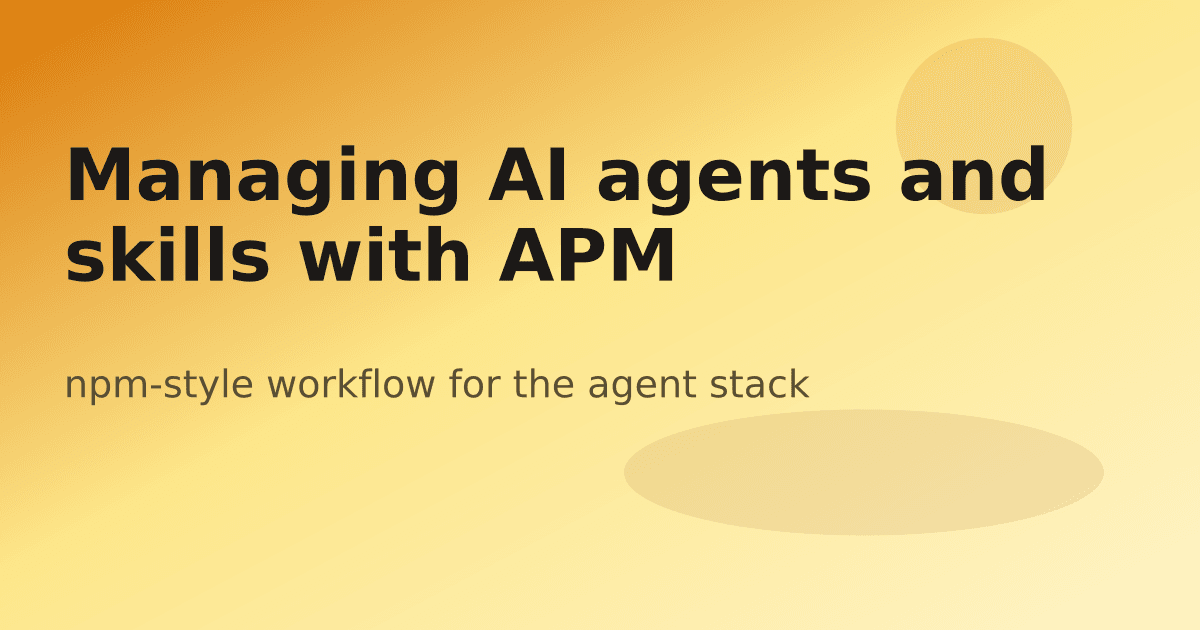 Managing AI agents and
skills with APM
npm-style workflow for the agent stack